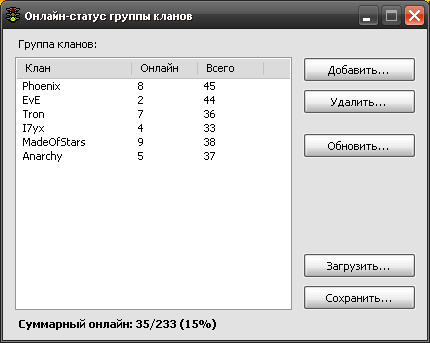 Онлайн-статус группы кланов
Группа кланов:
Клан Онлайн Всего
Phoenix 8 45
EvE 2 44
Tron 7 36
I7yx 4 33
MadeOfStars 9 38
Anarchy 5 37
Добавить...
Удалить...
Обновить...
Загрузить...
Сохранить...
Суммарный онлайн: 35/233 (15%)